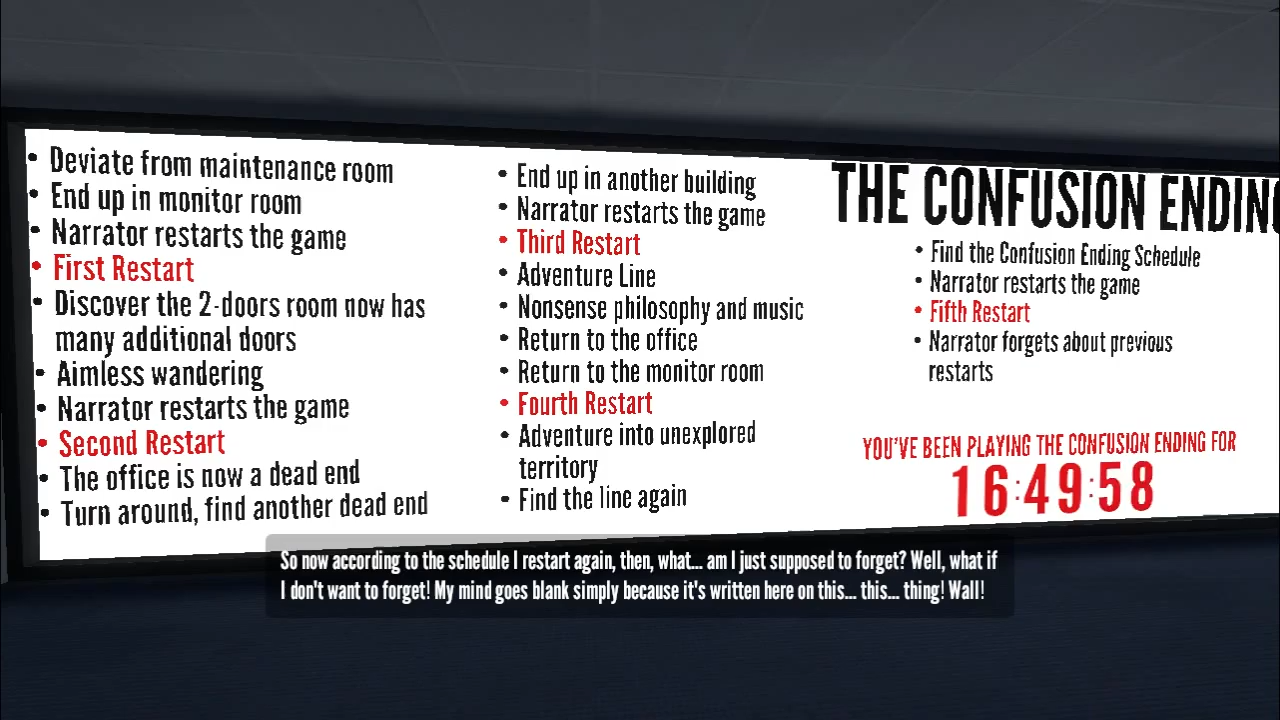 • Deviate from maintenance room
• End up in monitor room
• Narrator restarts the game
• First Restart
• Discover the 2-doors room now has
many additional doors
• Aimless wandering
• Narrator restarts the game
• Second Restart
• The office is now a dead end
• Turn around, find another dead end
• End up in another building
• Narrator restarts the game
• Third Restart
• Adventure Line
• Nonsense philosophy and music
• Return to the office
• Return to the monitor room
• Fourth Restart
• Adventure into unexplored
territory
• Find the line again
THE CONFUSION ENDING
• Find the Confusion Ending Schedule
• Narrator restarts the game
• Fifth Restart
• Narrator forgets about previous
restarts
YOU'VE BEEN PLAYING THE CONFUSION ENDING FOR
16:49:58
So now according to the schedule I restart again, then, what... am I just supposed to forget? Well, what if
I don't want to forget! My mind goes blank simply because it's written here on this... this... thing! Wall!